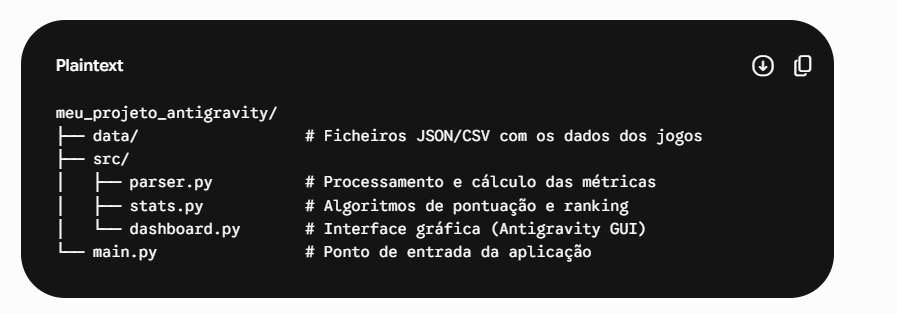 Plaintext
meu_projeto_antigravity/
├── data/                  # Ficheiros JSON/CSV com os dados dos jogos
├── src/
│   ├── parser.py          # Processamento e cálculo das métricas
│   ├── stats.py           # Algoritmos de pontuação e ranking
│   └── dashboard.py       # Interface gráfica (Antigravity GUI)
└── main.py                # Ponto de entrada da aplicação